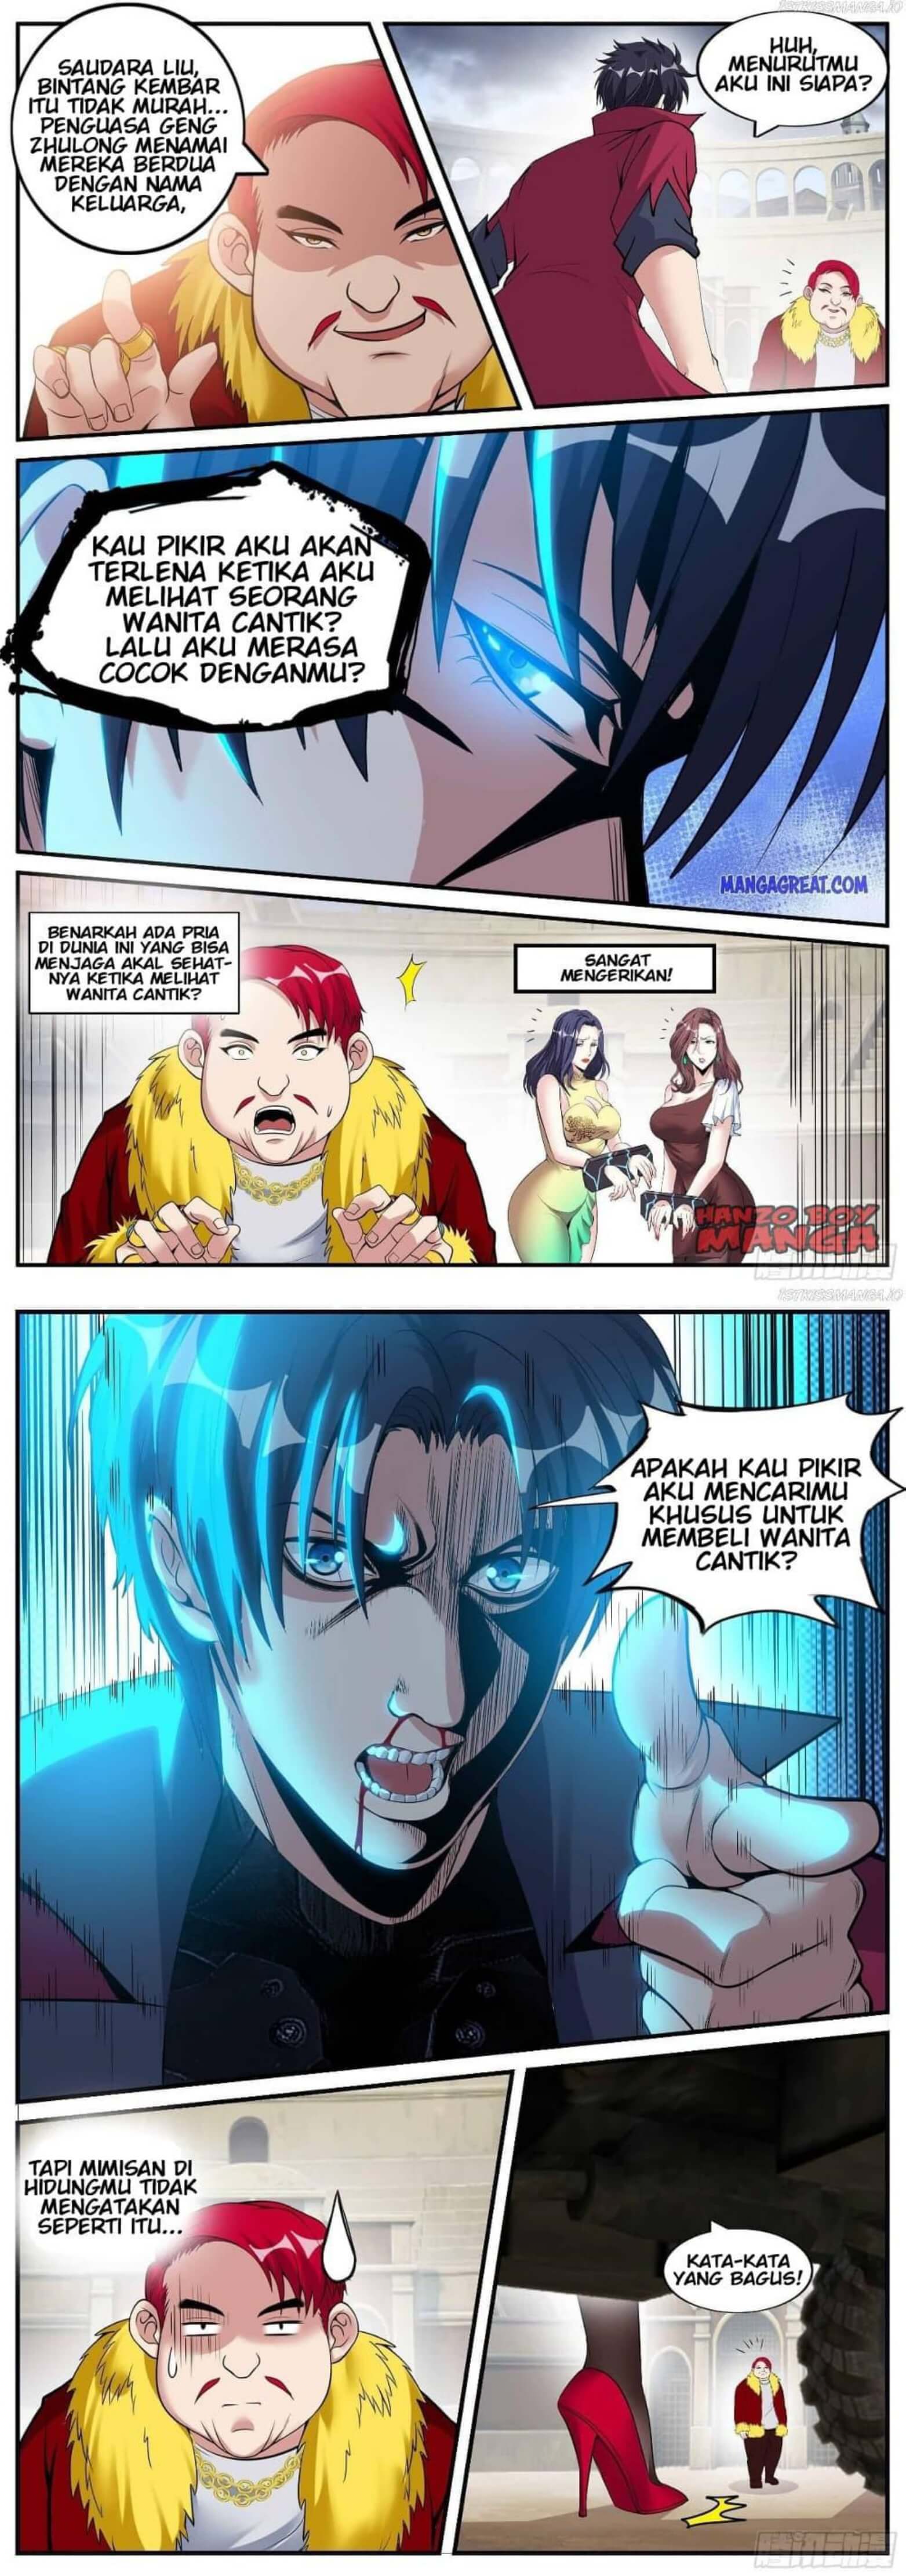 SAUDARA LIU,
BINTANG KEMBAR
ITU TIDAK MURAH...
PENGUASA GENG
ZHULONG MENAMAI
MEREKA BERDUA
DENGAN NAMA
KELUARGA,
HUH,
MENURUTMU
AKU INI SIAPA?
KAU PIKIR AKU AKAN
TERLENA KETIKA AKU
MELIHAT SEORANG
WANITA CANTIK?
LALU AKU MERASA
COCOK DENGANMU?
MANGAGREAT.COM
BENARKAH ADA PRIA
DI DUNIA INI YANG BISA
MENJAGA AKAL SEHAT-
NYA KETIKA MELIHAT
WANITA CANTIK?
SANGAT
MENGERIKAN!
HANZO BOY
MANGA
APAKAH KAU PIKIR
AKU MENCARIMU
KHUSUS UNTUK
MEMBELI WANITA
CANTIK?
TAPI MIMISAN DI
HIDUNGMU TIDAK
MENGATAKAN
SEPERTI ITU...
KATA-KATA
YANG BAGUS!